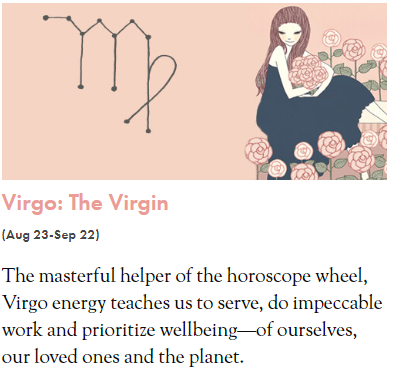 Virgo: The Virgin
(Aug 23-Sep 22)
The masterful helper of the horoscope wheel,
Virgo energy teaches us to serve, do impeccable
work and prioritize wellbeing—of ourselves,
our loved ones and the planet.